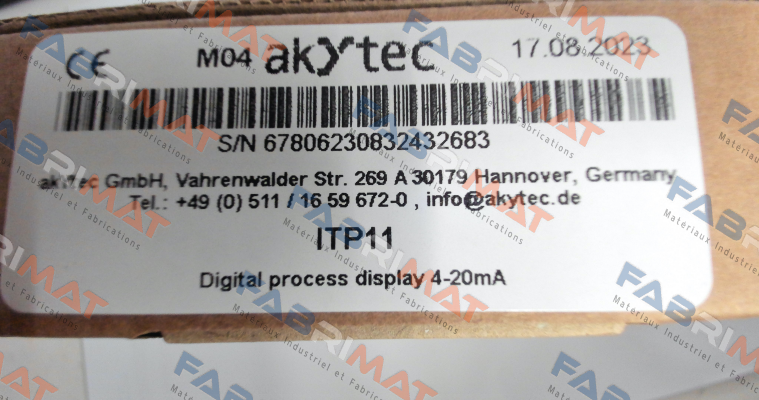 CE M04 akytec 17.08.2023
S/N 67806230832432683
akytec GmbH, Vahrenwalder Str. 269 A 30179 Hannover, Germany
Tel.: +49 (0) 511 / 16 59 672-0 , info@akytec.de
ITP11
Digital process display 4-20mA
FABRIMAT
Matériaux Industriel et Fabrications